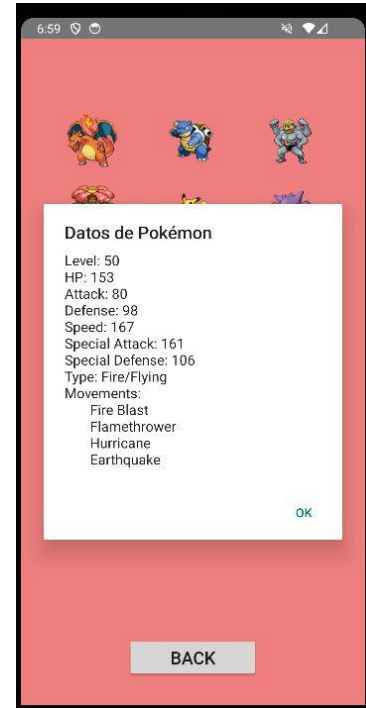 6:59
Datos de Pokémon
Level: 50
HP: 153
Attack: 80
Defense: 98
Speed: 167
Special Attack: 161
Special Defense: 106
Type: Fire/Flying
Movements:
Fire Blast
Flamethrower
Hurricane
Earthquake
OK
BACK